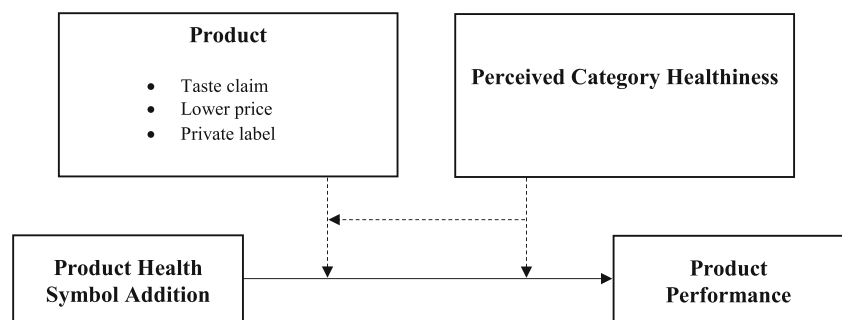 Product
• Taste claim
• Lower price
• Private label
Perceived Category Healthiness
Product Health
Symbol Addition
Product
Performance